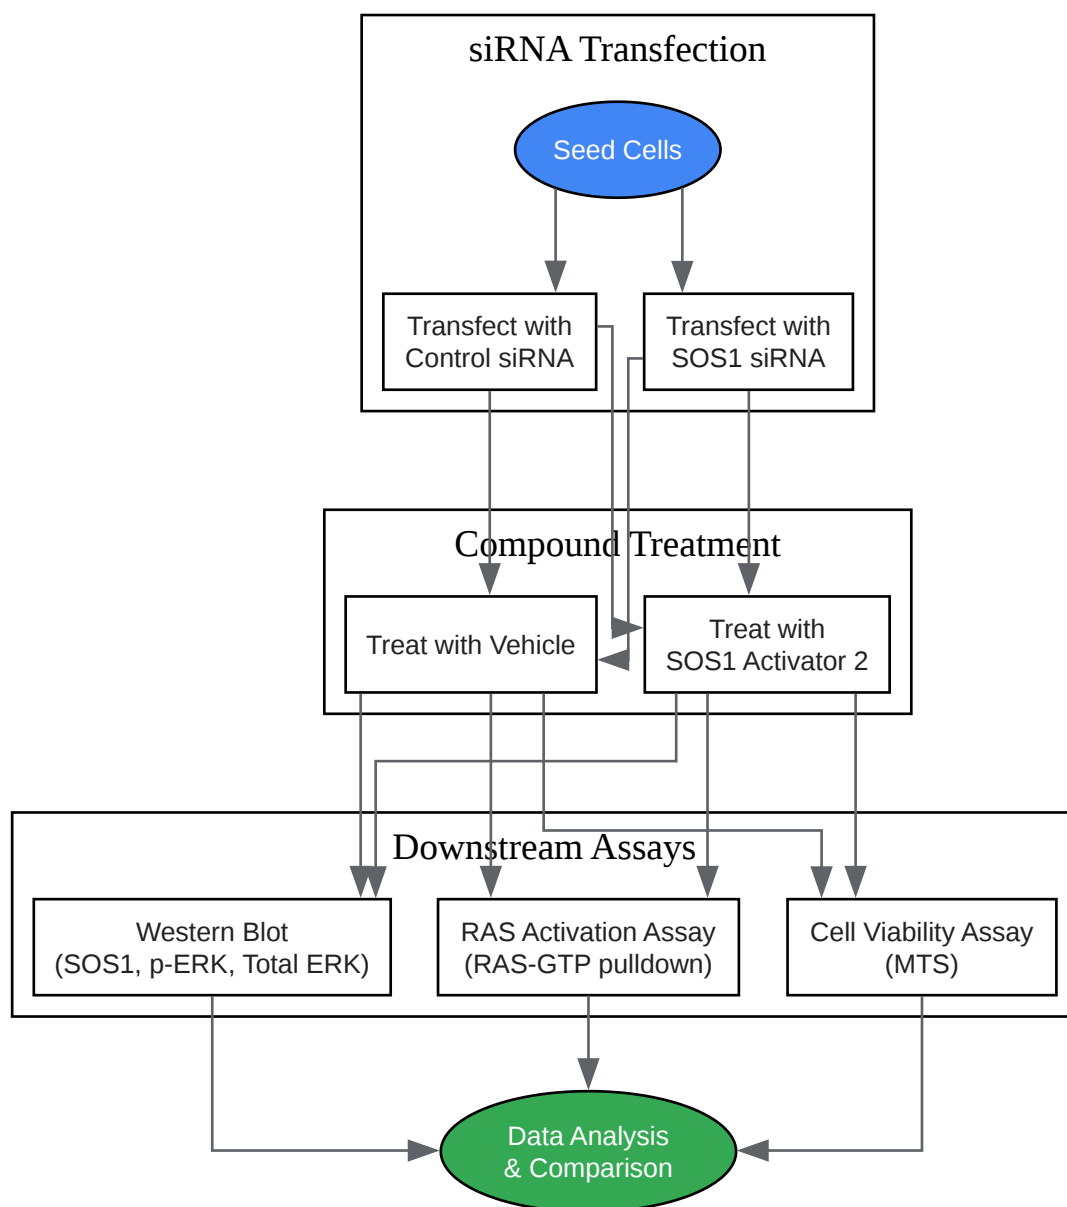 siRNA Transfection
Seed Cells
Transfect with
Control siRNA
Transfect with
SOS1 siRNA
Compound Treatment
Treat with Vehicle
Treat with
SOS1 Activator 2
Downstream Assays
Western Blot
(SOS1, p-ERK, Total ERK)
RAS Activation Assay
(RAS-GTP pulldown)
Cell Viability Assay
(MTS)
Data Analysis
& Comparison